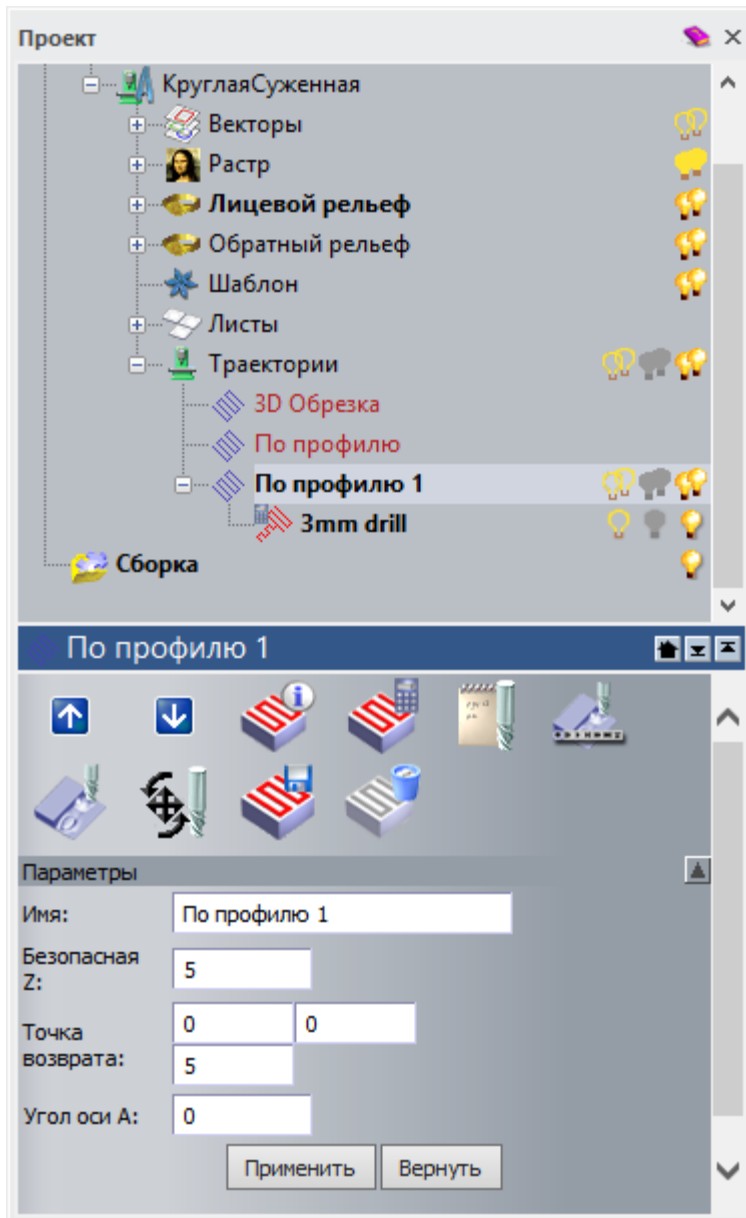 Проект
КруглаяСуженная
Векторы
Растр
Лицевой рельеф
Обратный рельеф
Шаблон
Листы
Траектории
3D Обрезка
По профилю
По профилю 1
3mm drill
Сборка
По профилю 1
Параметры
Имя: По профилю 1
Безопасная
Z: 5
Точка
возврата: 0 0
5
Угол оси A: 0
Применить Вернуть